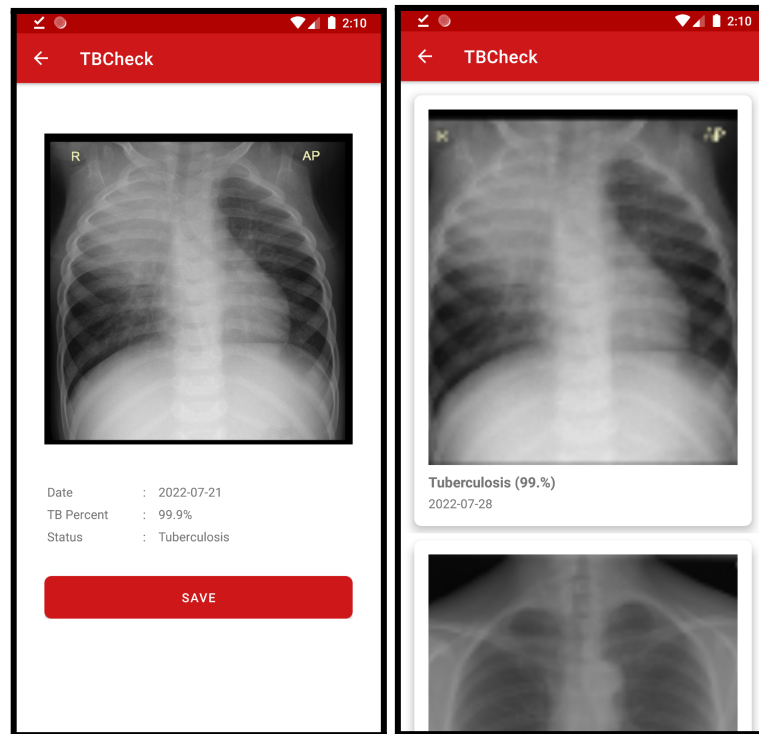 2:10
TBCheck
R AP
Date : 2022-07-21
TB Percent : 99.9%
Status : Tuberculosis
SAVE
2:10
TBCheck
Tuberculosis (99.%)
2022-07-28